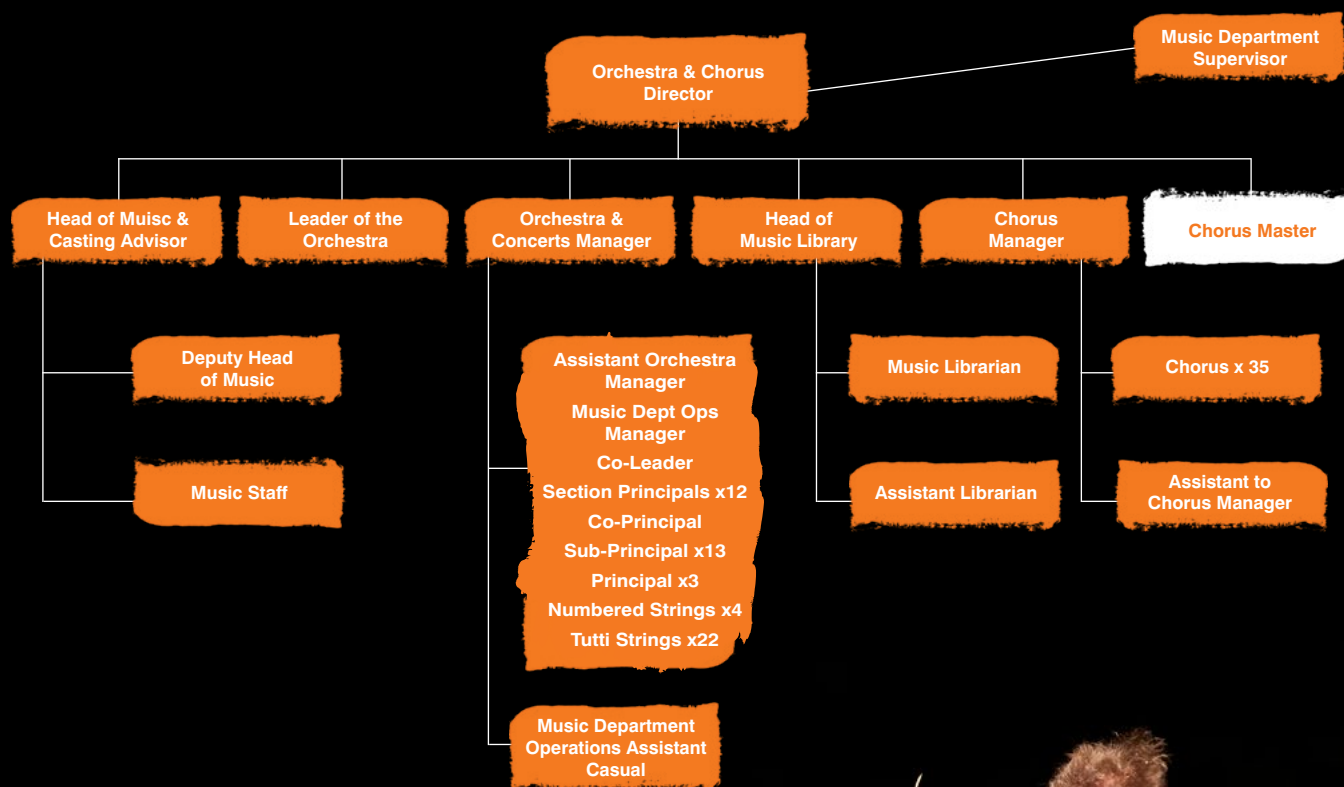 Music Department
Supervisor
Orchestra & Chorus
Director
Head of Muisc &
Casting Advisor
Leader of the
Orchestra
Orchestra &
Concerts Manager
Head of
Music Library
Chorus
Manager
Chorus Master
Deputy Head
of Music
Music Staff
Assistant Orchestra
Manager
Music Dept Ops
Manager
Co-Leader
Section Principals x12
Co-Principal
Sub-Principal x13
Principal x3
Numbered Strings x4
Tutti Strings x22
Music Department
Operations Assistant
Casual
Music Librarian
Assistant Librarian
Chorus x 35
Assistant to
Chorus Manager